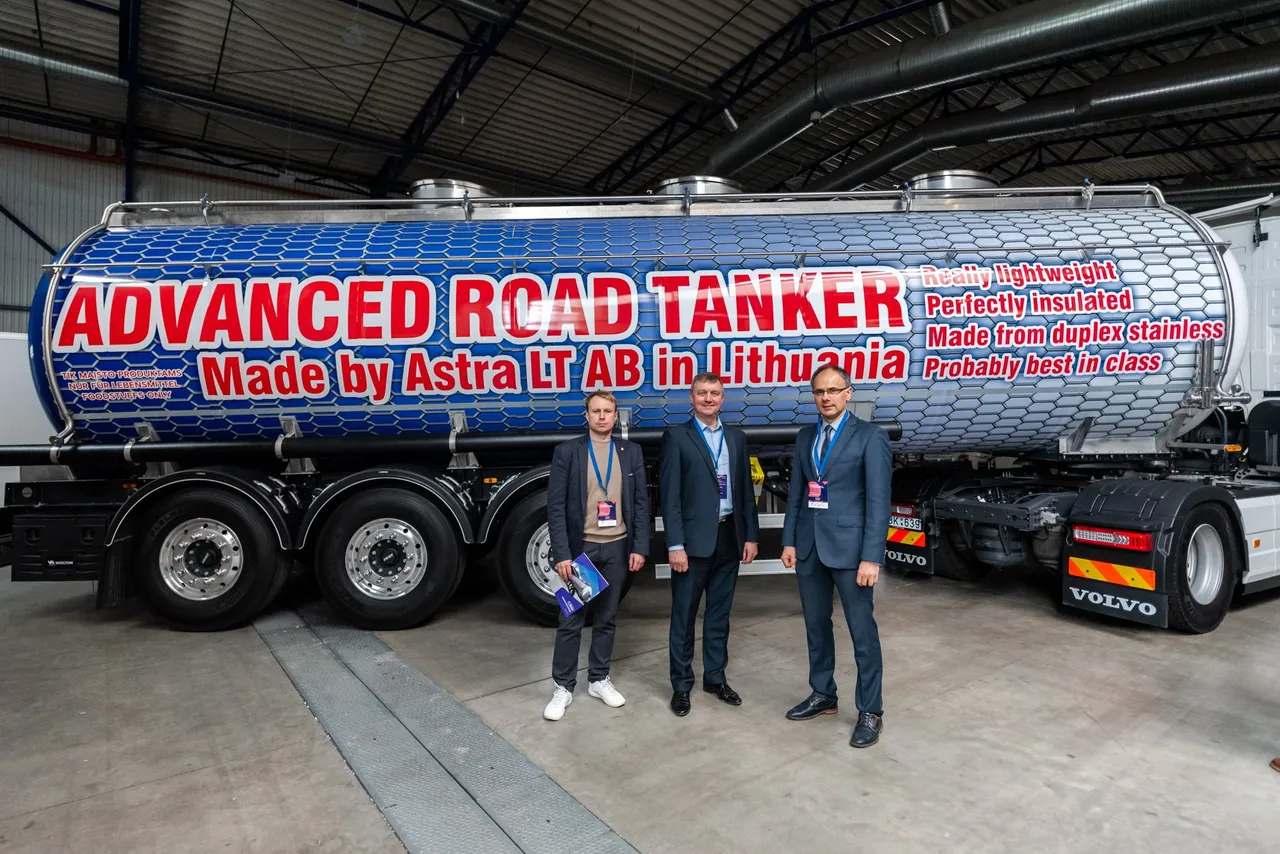 ADVANCED ROAD TANKER
Made by Astra LT AB in Lithuania
TIK MAISTO PRODUKTAMS
NUR FÜR LEBENSMITTEL
FOODSTUFFS ONLY
Really lightweight
Perfectly insulated
Made from duplex stainless
Probably best in class
VOLVO
VOLVO